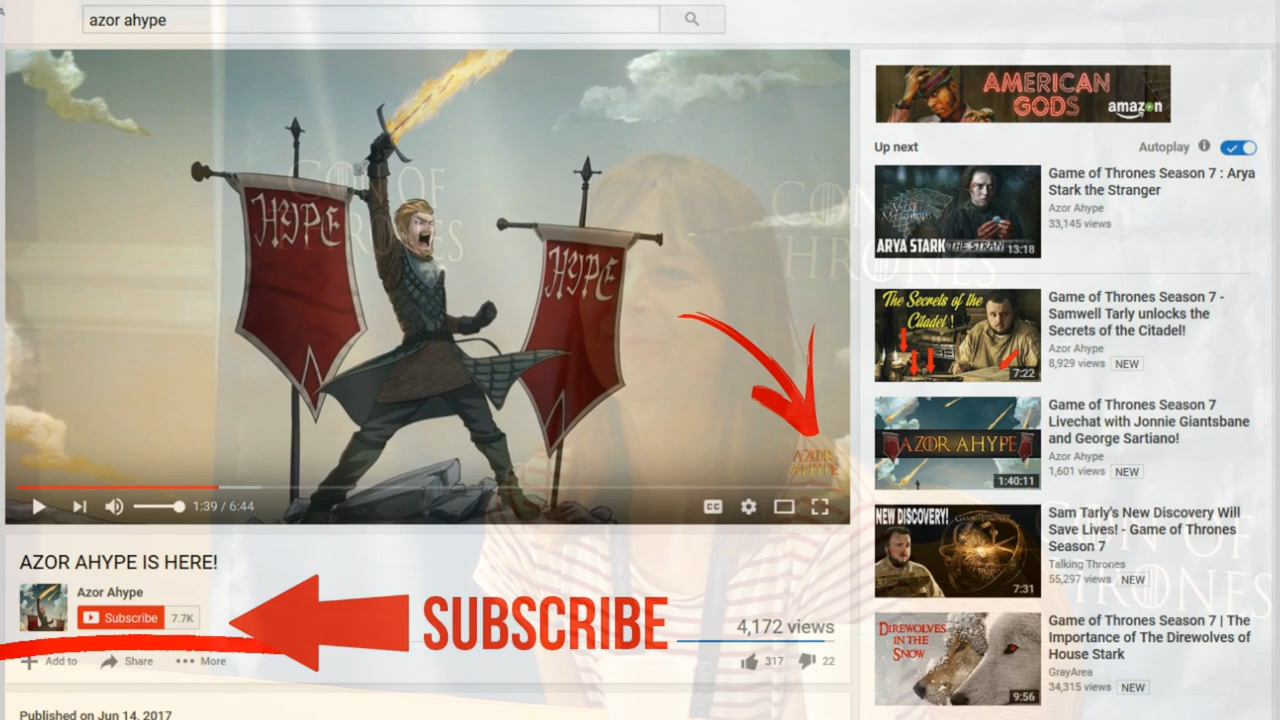 azor ahype
AMERICAN
GODS
amazon
Up next
Autoplay
Game of Thrones Season 7 : Arya
Stark the Stranger
Azor Ahype
33,145 views
ARYA STARK THE STRAN
13:18
The Secrets of the
Citadel !
7:22
Game of Thrones Season 7 -
Samwell Tarly unlocks the
Secrets of the Citadel!
Azor Ahype
8,929 views NEW
AZOR AHYPE
1:40:11
Game of Thrones Season 7
Livechat with Jonnie Giantsbane
and George Sartiano!
Azor Ahype
1,601 views NEW
NEW DISCOVERY!
7:31
Sam Tarly's New Discovery Will
Save Lives! - Game of Thrones
Season 7
Talking Thrones
55,297 views NEW
DIREWOLVES
IN THE
SNOW
9:56
Game of Thrones Season 7 | The
Importance of The Direwolves of
House Stark
GrayArea
34,315 views NEW
HYPE
HYPE
CON OF
THRONES
AZOR
AHYPE
1:39 / 6:44
CC
AZOR AHYPE IS HERE!
Azor Ahype
Subscribe 7.7K
SUBSCRIBE
4,172 views
Add to Share More
317 22
Published on Jun 14, 2017